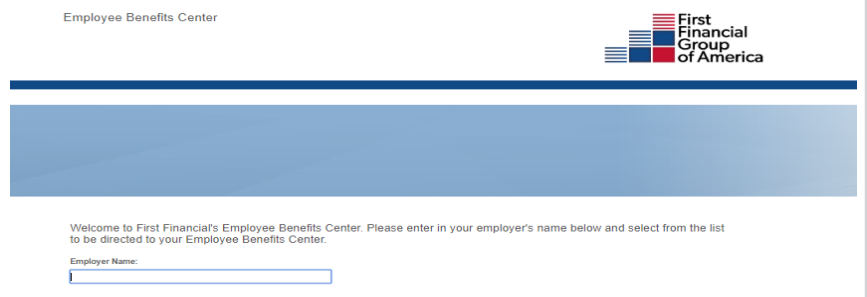 Employee Benefits Center
First
Financial
Group
of America
Welcome to First Financial's Employee Benefits Center. Please enter in your employer's name below and select from the list
to be directed to your Employee Benefits Center.
Employer Name: